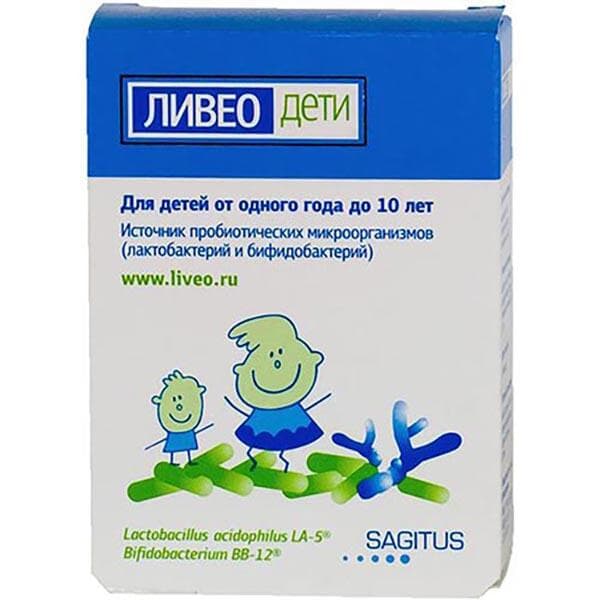 ЛИВЕО дети
Для детей от одного года до 10 лет
Источник пробиотических микроорганизмов
(лактобактерий и бифидобактерий)
www.liveo.ru
Lactobacillus acidophilus LA-5®
Bifidobacterium BB-12®
SAGITUS